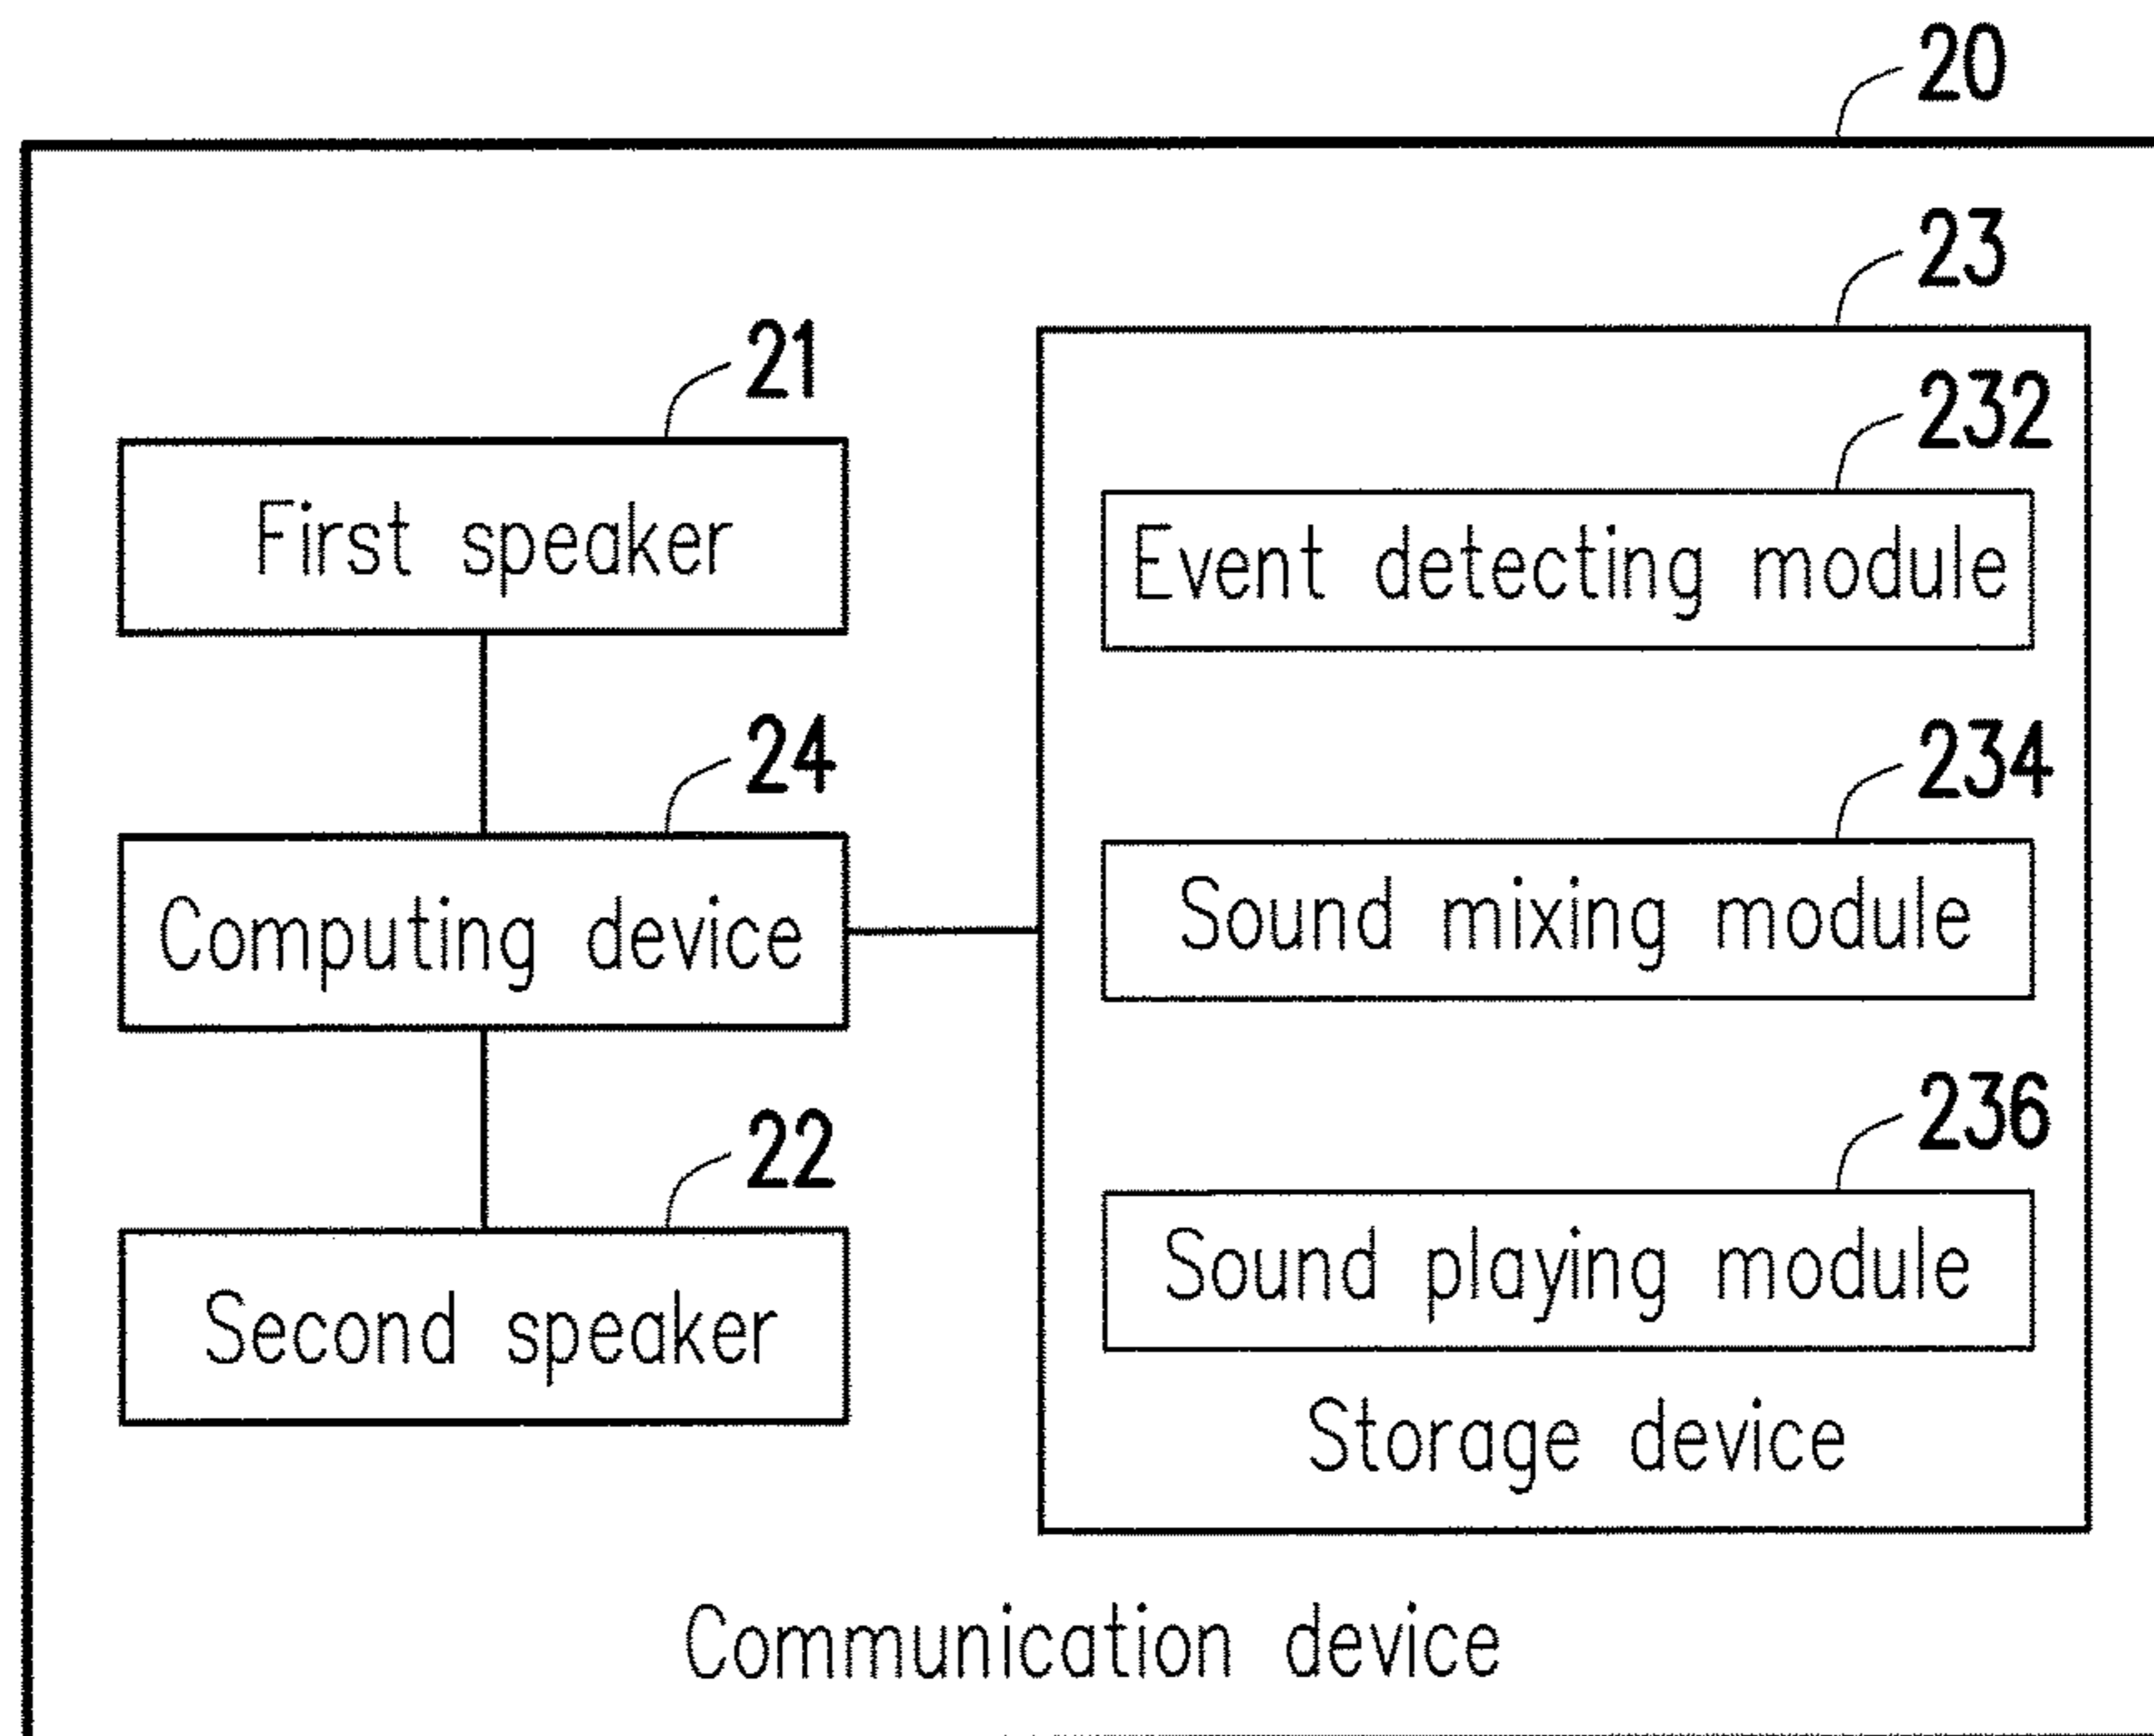 20
23
21
232
First speaker
Event detecting module
24
234
Computing device
Sound mixing module
22
236
Second speaker
Sound playing module
Storage device
Communication device